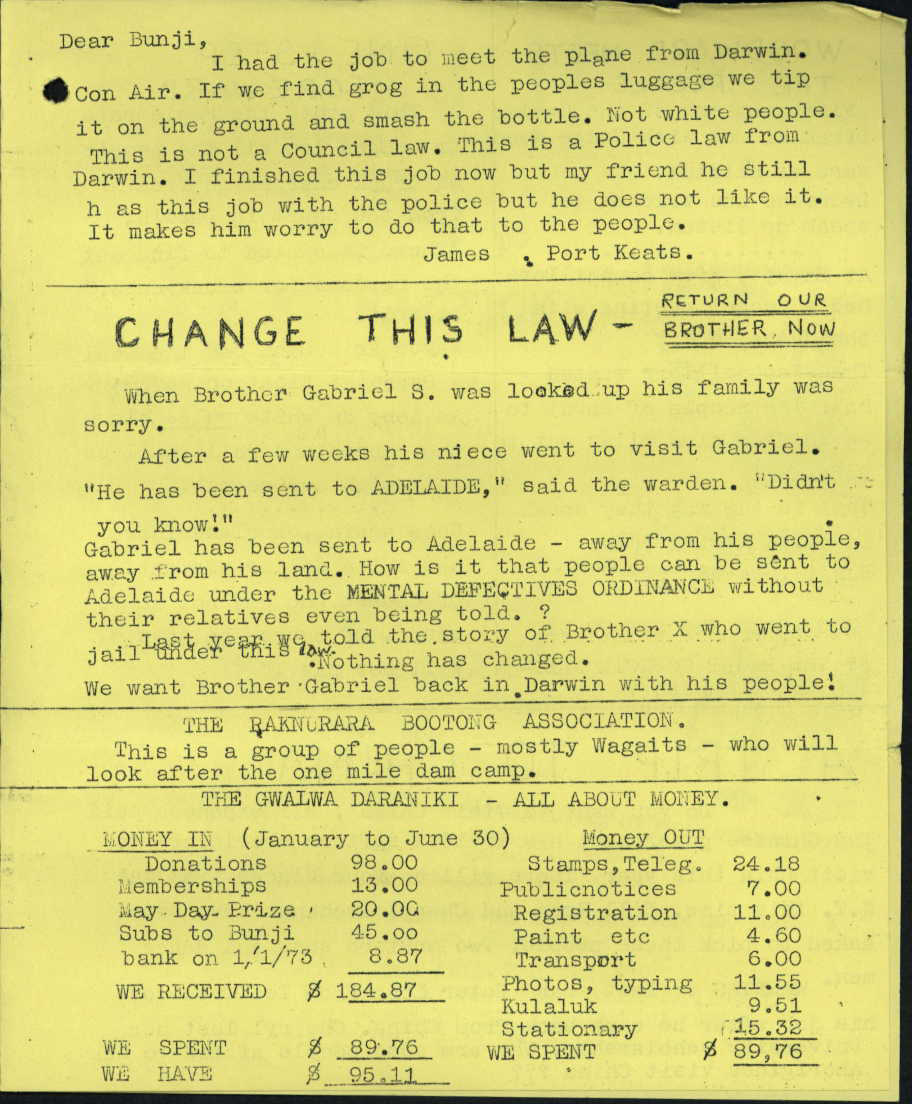 Dear Bunji,
I had the job to meet the plane from Darwin.
Con Air. If we find grog in the peoples luggage we tip
it on the ground and smash the bottle. Not white people.
This is not a Council law. This is a Police law from
Darwin. I finished this job now but my friend he still
h as this job with the police but he does not like it.
It makes him worry to do that to the people.
James , Port Keats.
CHANGE THIS LAW - RETURN OUR
BROTHER NOW
When Brother Gabriel S. was locked up his family was
sorry.
After a few weeks his niece went to visit Gabriel.
"He has been sent to ADELAIDE," said the warden. "Didn't
you know!"
Gabriel has been sent to Adelaide - away from his people,
away from his land. How is it that people can be sent to
Adelaide under the MENTAL DEFECTIVES ORDINANCE without
their relatives even being told. ?
Last year we told the story of Brother X who went to
jail under this law. Nothing has changed.
We want Brother Gabriel back in Darwin with his people!
THE RAKNURARA BOOTONG ASSOCIATION.
This is a group of people - mostly Wagaits - who will
look after the one mile dam camp.
THE GWALWA DARANIKI - ALL ABOUT MONEY.
MONEY IN (January to June 30)
Donations 98.00
Memberships 13.00
May Day Prize 20.00
Subs to Bunji 45.00
bank on 1/1/73 8.87
WE RECEIVED $ 184.87
WE SPENT $ 89.76
WE HAVE $ 95.11
Money OUT
Stamps,Teleg. 24.18
Publicnotices 7.00
Registration 11.00
Paint etc 4.60
Transport 6.00
Photos, typing 11.55
Kulaluk 9.51
Stationary 15.32
WE SPENT $ 89,76